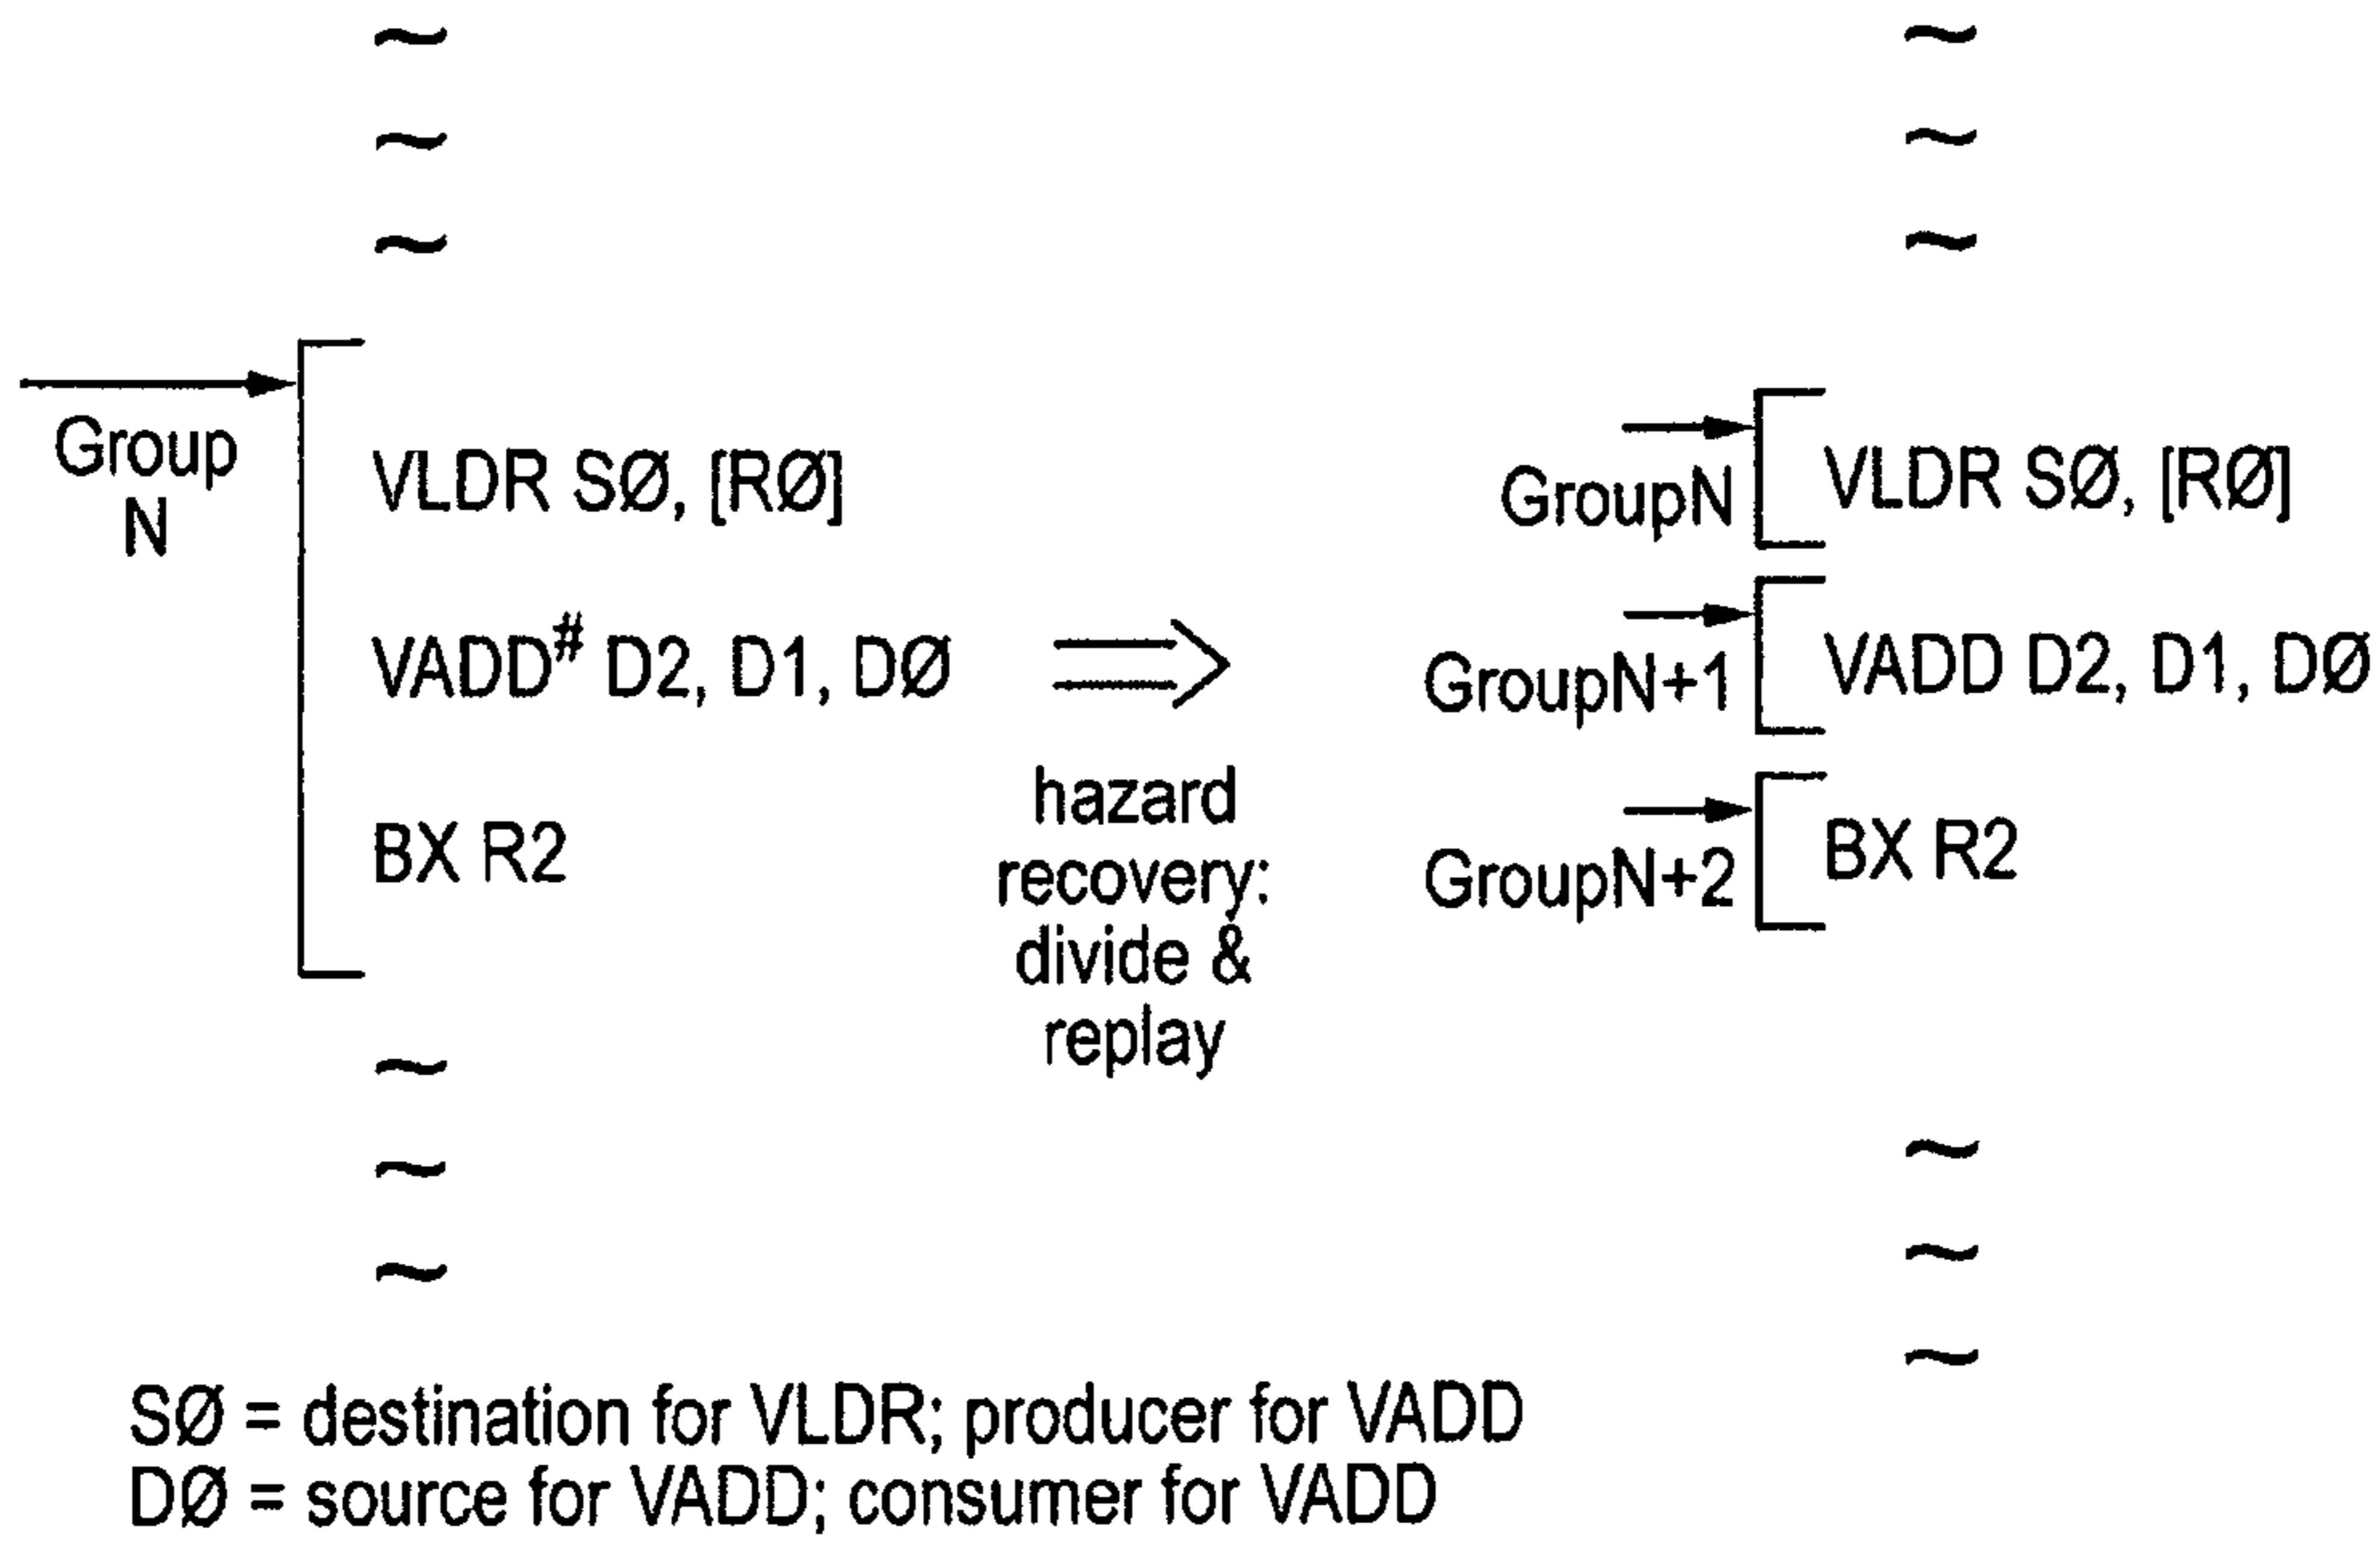 Group
N
VLDR SØ, [RØ]
VADD# D2, D1, DØ
BX R2
hazard
recovery:
divide &
replay
GroupN
VLDR SØ, [RØ]
GroupN+1
VADD D2, D1, DØ
GroupN+2
BX R2
SØ = destination for VLDR; producer for VADD
DØ = source for VADD; consumer for VADD